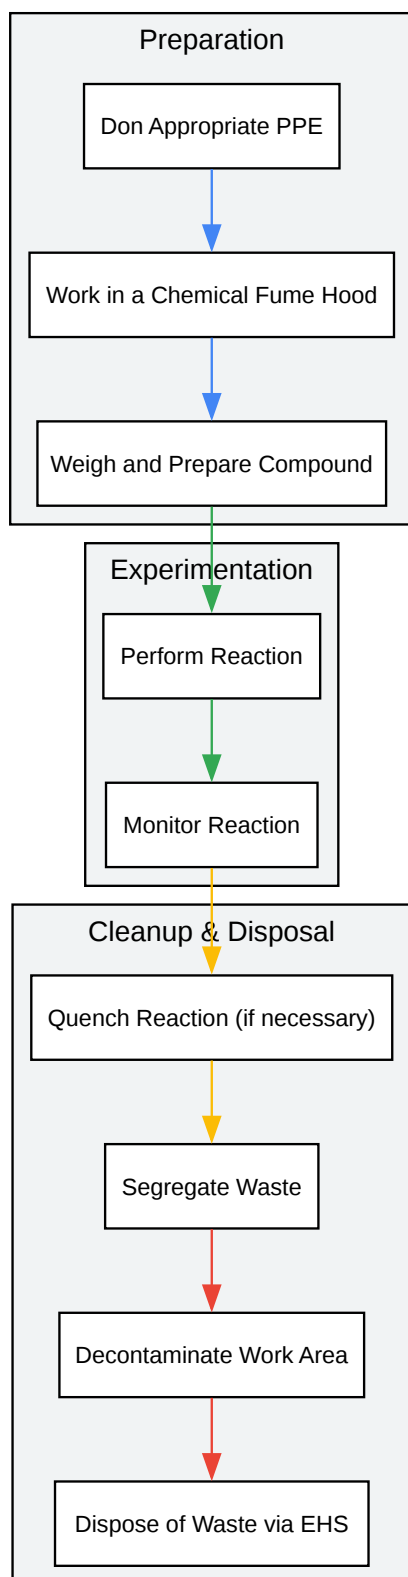 Preparation
Don Appropriate PPE
Work in a Chemical Fume Hood
Weigh and Prepare Compound
Experimentation
Perform Reaction
Monitor Reaction
Cleanup & Disposal
Quench Reaction (if necessary)
Segregate Waste
Decontaminate Work Area
Dispose of Waste via EHS